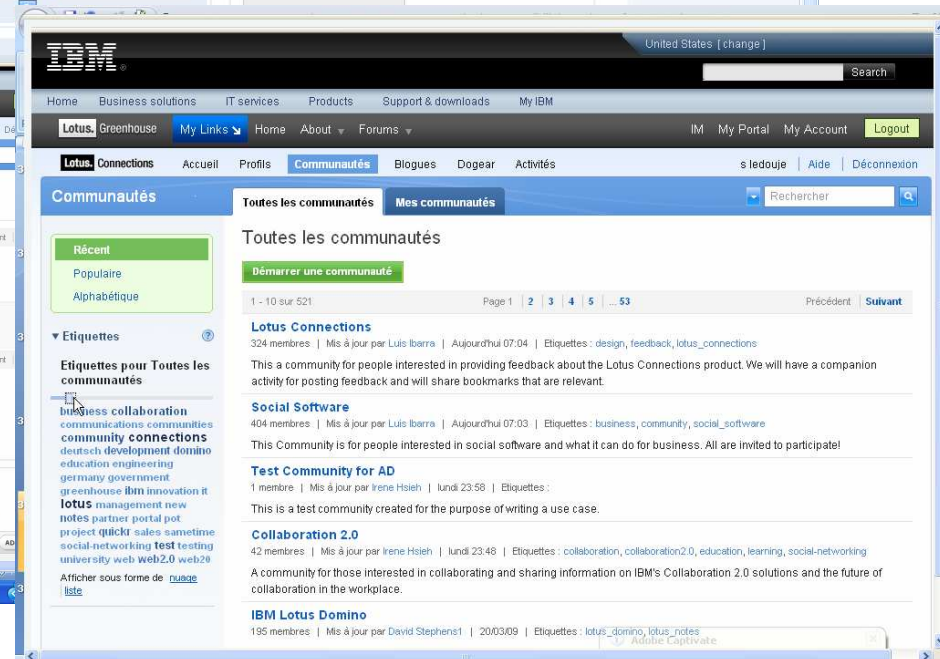 United States [ change ]
IBM®
Search
Home Business solutions IT services Products Support & downloads My IBM
Lotus. Greenhouse My Links Home About Forums IM My Portal My Account Logout
Lotus. Connections Accueil Profils Communautés Blogues Dogear Activités s ledouje | Aide | Déconnexion
Communautés Toutes les communautés Mes communautés Rechercher
Toutes les communautés
Récent
Populaire
Alphabétique
Démarrer une communauté
1 - 10 sur 521 Page 1 | 2 | 3 | 4 | 5 | ... 53 Précédent | Suivant
Etiquettes ?
Etiquettes pour Toutes les
communautés
business collaboration
communications communities
community connections
deutsch development domino
education engineering
germany government
greenhouse ibm innovation it
lotus management new
notes partner portal pot
project quickr sales sametime
social-networking test testing
university web web2.0 web20
Afficher sous forme de nuage
| liste
Lotus Connections
324 membres | Mis à jour par Luis Ibarra | Aujourd'hui 07:04 | Etiquettes : design, feedback, lotus_connections
This a community for people interested in providing feedback about the Lotus Connections product. We will have a companion
activity for posting feedback and will share bookmarks that are relevant.
Social Software
404 membres | Mis à jour par Luis Ibarra | Aujourd'hui 07:03 | Etiquettes : business, community, social_software
This Community is for people interested in social software and what it can do for business. All are invited to participate!
Test Community for AD
1 membre | Mis à jour par Irene Hsieh | lundi 23:58 | Etiquettes :
This is a test community created for the purpose of writing a use case.
Collaboration 2.0
42 membres | Mis à jour par Irene Hsieh | lundi 23:48 | Etiquettes : collaboration, collaboration2.0, education, learning, social-networking
A community for those interested in collaborating and sharing information on IBM's Collaboration 2.0 solutions and the future of
collaboration in the workplace.
IBM Lotus Domino
195 membres | Mis à jour par David Stephens1 | 20/03/09 | Etiquettes : lotus_domino, lotus_notes
Adobe Captivate